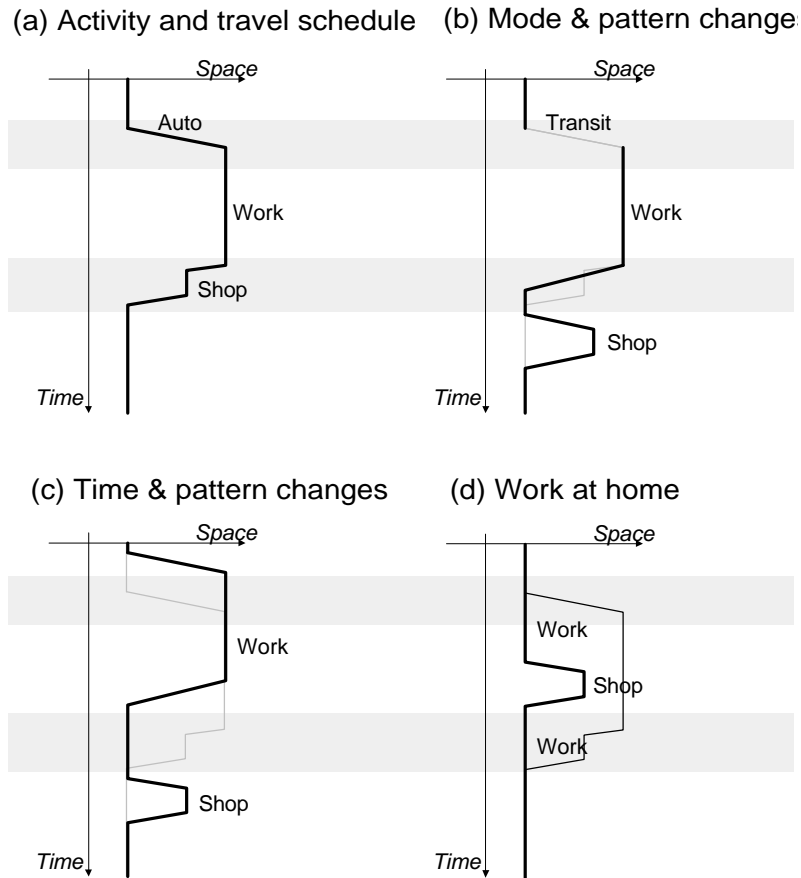 (a) Activity and travel schedule
(b) Mode & pattern changes
Space
Auto
Work
Shop
Time
Space
Transit
Work
Shop
Time
(c) Time & pattern changes
(d) Work at home
Space
Work
Shop
Time
Space
Work
Shop
Work
Time